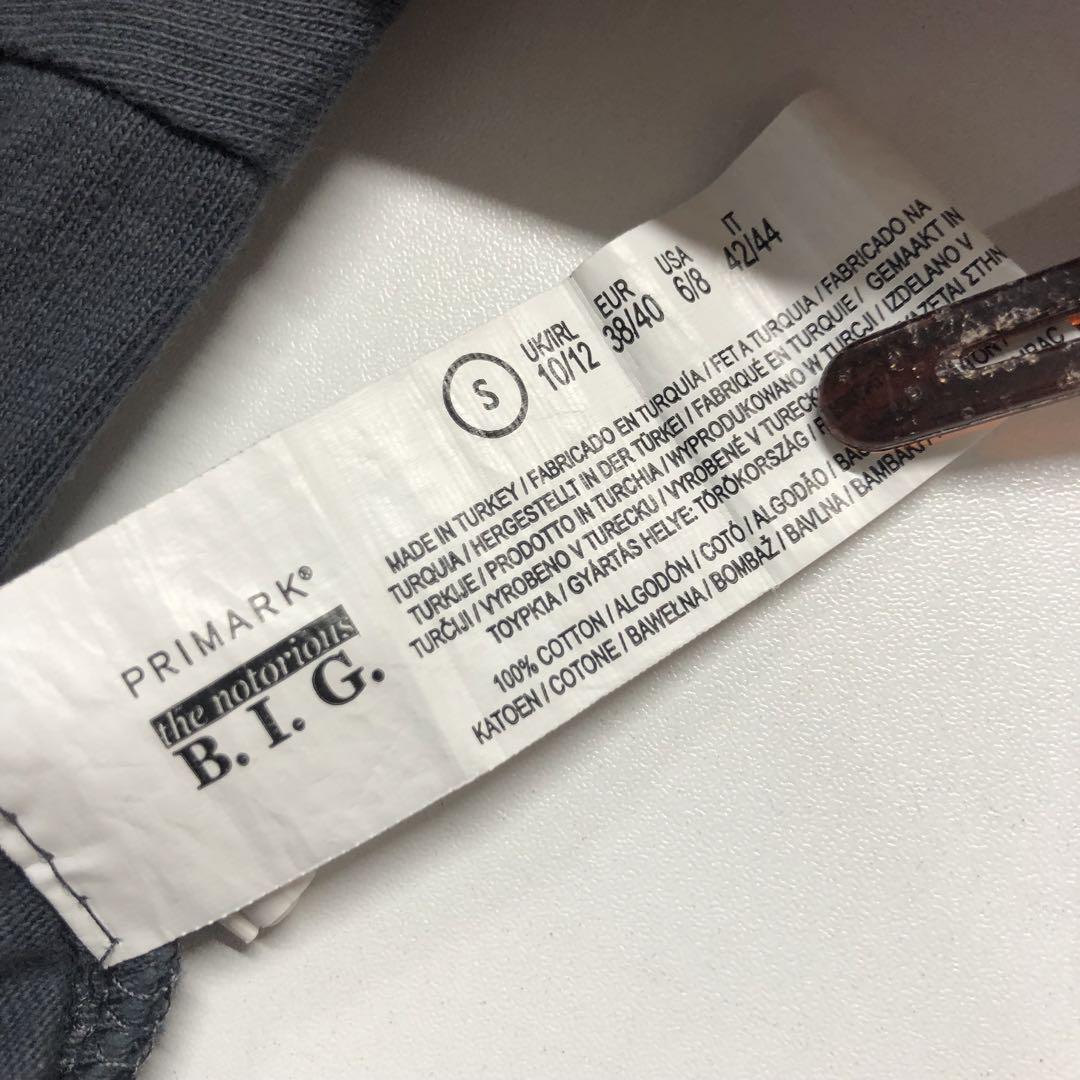 PRIMARK®
the notorious
B. I. G.
S
UK/IRL
10/12
EUR
38/40
USA
6/8
IT
42/44
MADE IN TURKEY / FABRICADO EN TURQUÍA / FET A TURQUIA / FABRICADO NA
TURQUIA / HERGESTELLT IN DER TÜRKEI / FABRIQUÉ EN TURQUIE / GEMAAKT IN
TURKIJE / PRODOTTO IN TURCHIA / WYPRODUKOWANO W TURCJI / IZDELANO V
TURČIJI / VYROBENO V TURECKU / VYROBENÉ V
ΤΟΥΡΚΙΑ / GYÁRTÁS HELYE: TÖRÖKORSZÁG /
100% COTTON / ALGODÓN / COTÓ / ALGODÃO /
KATOEN / COTONE / BAWEŁNA / BOMBAŽ / BAVLNA /